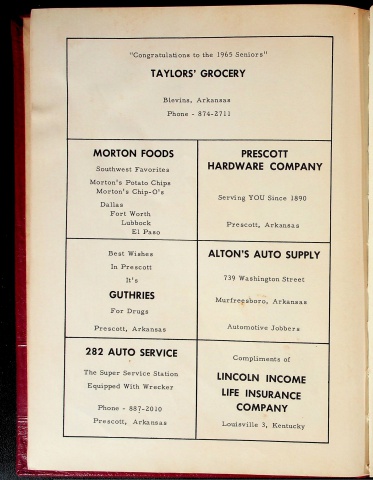 "Congratulations to the 1965 Seniors"
TAYLORS' GROCERY
Blevins, Arkansas
Phone - 874-2711
MORTON FOODS
Southwest Favorites
Morton's Potato Chips
Morton's Chip-O's
Dallas
Fort Worth
Lubbock
El Paso
PRESCOTT
HARDWARE COMPANY
Serving YOU Since 1890
Prescott, Arkansas
Best Wishes
In Prescott
It's
GUTHRIES
For Drugs
Prescott, Arkansas
ALTON'S AUTO SUPPLY
739 Washington Street
Murfreesboro, Arkansas
Automotive Jobbers
282 AUTO SERVICE
The Super Service Station
Equipped With Wrecker
Phone - 887-2010
Prescott, Arkansas
Compliments of
LINCOLN INCOME
LIFE INSURANCE
COMPANY
Louisville 3, Kentucky